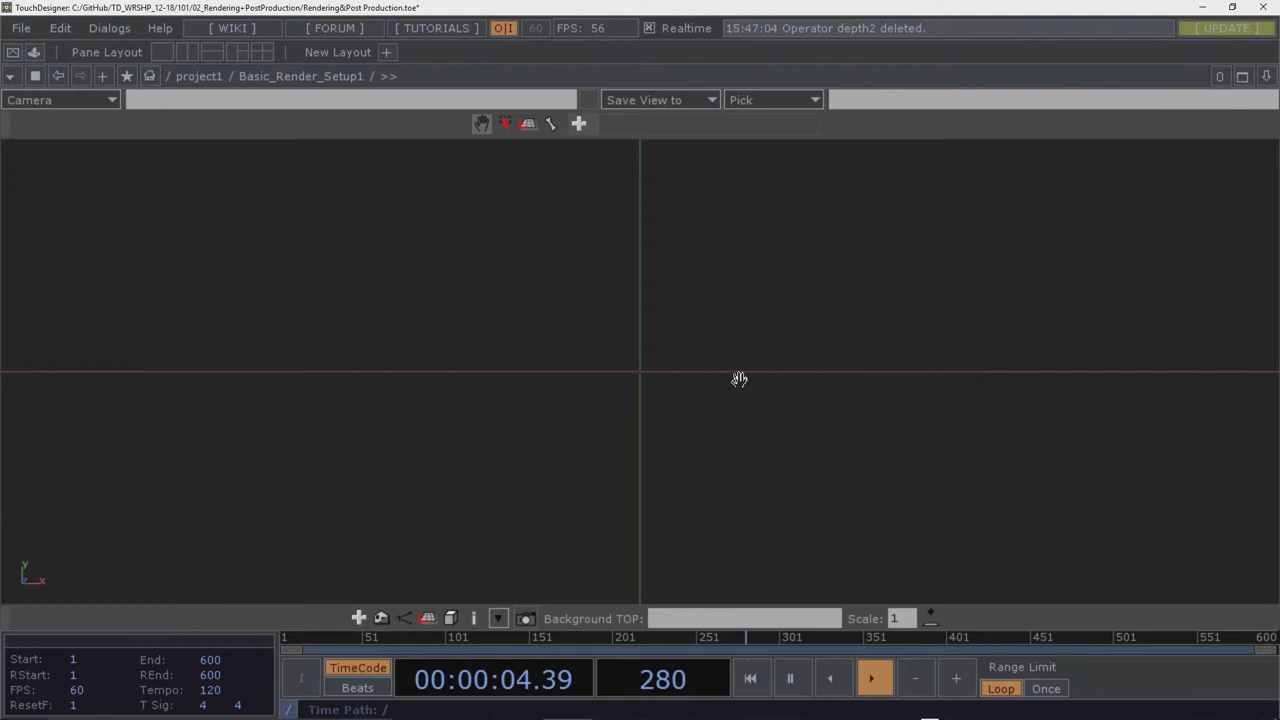 TouchDesigner: C:/GitHub/TD_WRSHP_12-18/101/02_Rendering+PostProduction/Rendering&Post Production.toe*
File Edit Dialogs Help [ WIKI ] [ FORUM ] [ TUTORIALS ] O|I 60 FPS: 56 Realtime 15:47:04 Operator depth2 deleted. [ UPDATE ]
Pane Layout New Layout +
/ project1 / Basic_Render_Setup1 / >> 0
Camera Save View to Pick
y
z x
Background TOP: Scale: 1
1 51 101 151 201 251 301 351 401 451 501 551 600
Start: 1 End: 600
RStart: 1 REnd: 600
FPS: 60 Tempo: 120
ResetF: 1 T Sig: 4 4
TimeCode
Beats
00:00:04.39 280
Range Limit
Loop Once
/ Time Path: /